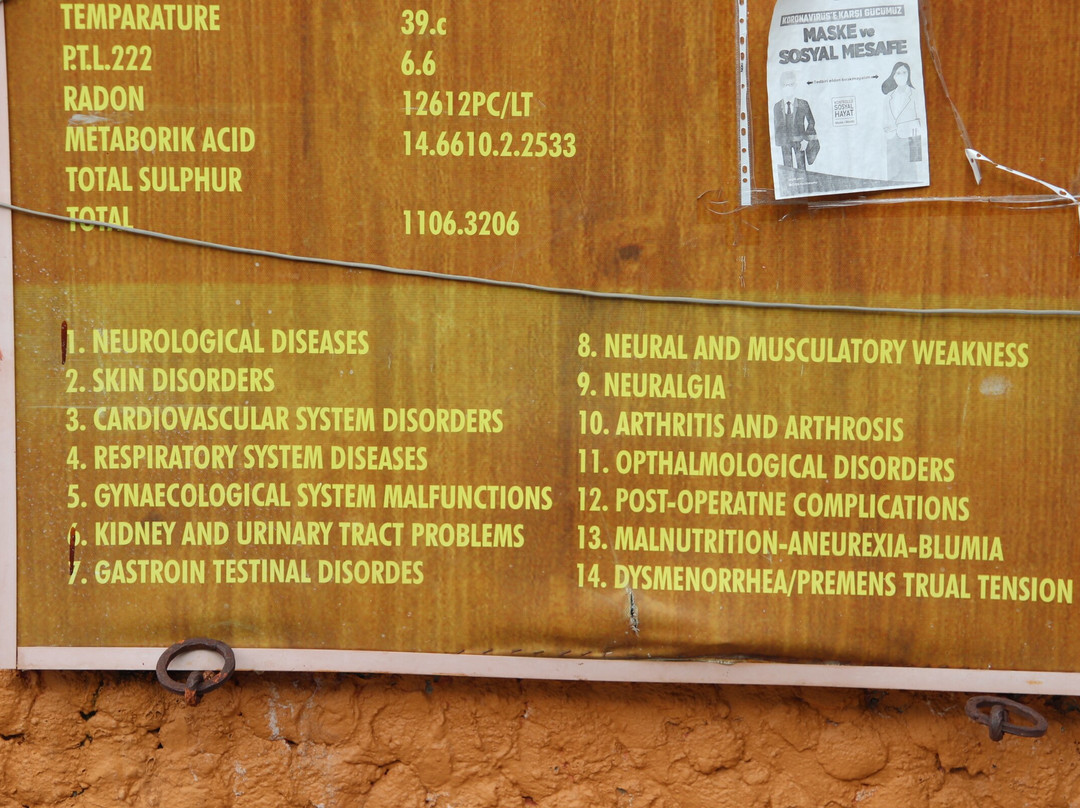 TEMPARATURE 39.c
P.T.L.222 6.6
RADON 12612PC/LT
METABORIK ACID 14.6610.2.2533
TOTAL SULPHUR
TOTAL 1106.3206
KORONAVİRÜS'E KARŞI GÜCÜMÜZ
MASKE ve
SOSYAL MESAFE
SOSYAL
HAYAT
1. NEUROLOGICAL DISEASES
2. SKIN DISORDERS
3. CARDIOVASCULAR SYSTEM DISORDERS
4. RESPIRATORY SYSTEM DISEASES
5. GYNAECOLOGICAL SYSTEM MALFUNCTIONS
6. KIDNEY AND URINARY TRACT PROBLEMS
7. GASTROIN TESTINAL DISORDES
8. NEURAL AND MUSCULATORY WEAKNESS
9. NEURALGIA
10. ARTHRITIS AND ARTHROSIS
11. OPTHALMOLOGICAL DISORDERS
12. POST-OPERATNE COMPLICATIONS
13. MALNUTRITION-ANEUREXIA-BLUMIA
14. DYSMENORRHEA/PREMENS TRUAL TENSION